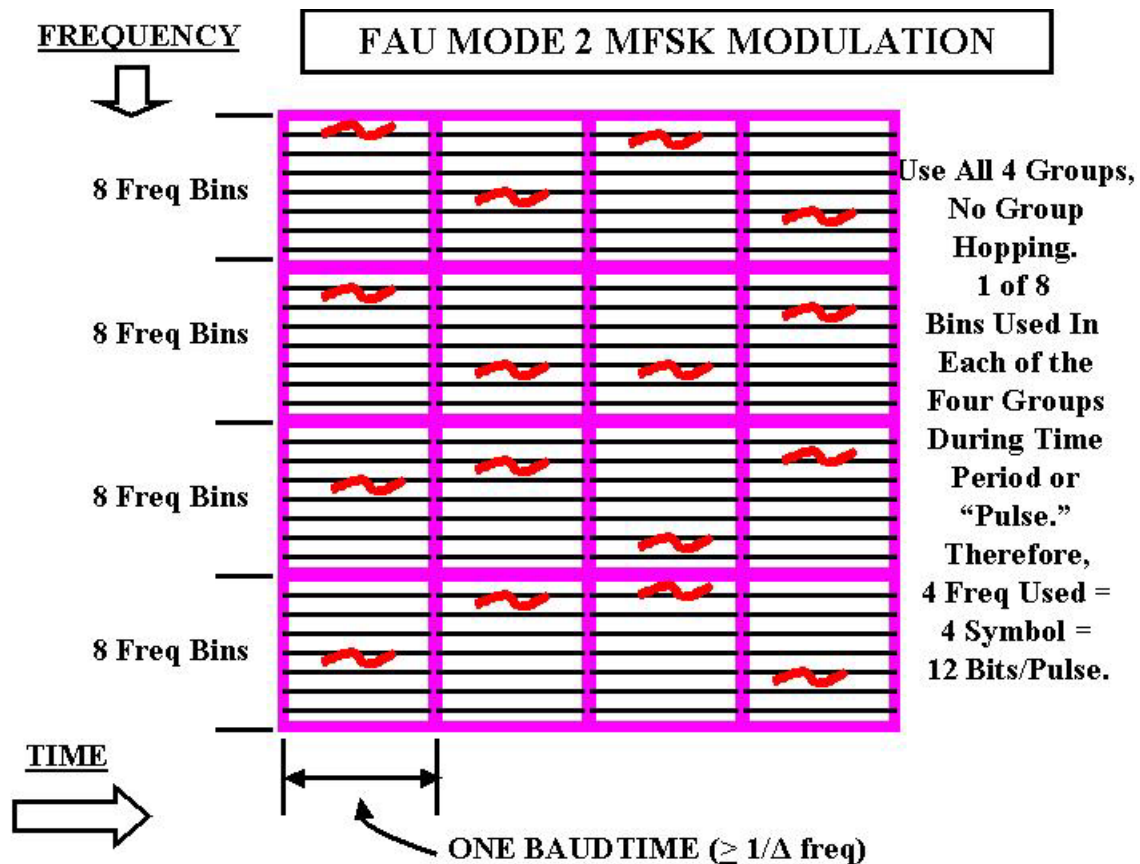 FREQUENCY
FAU MODE 2 MFSK MODULATION
8 Freq Bins
8 Freq Bins
8 Freq Bins
8 Freq Bins
Use All 4 Groups,
No Group
Hopping.
1 of 8
Bins Used In
Each of the
Four Groups
During Time
Period or
“Pulse.”
Therefore,
4 Freq Used =
4 Symbol =
12 Bits/Pulse.
TIME
ONE BAUDTIME (≥ 1/Δ freq)